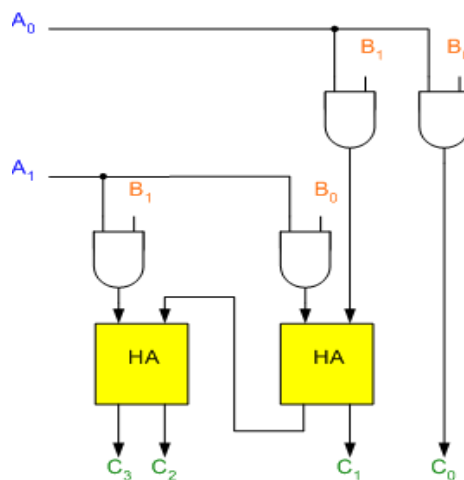 A₀
B₁
A₁
B₁ B₀
HA HA
C₃ C₂ C₁ C₀